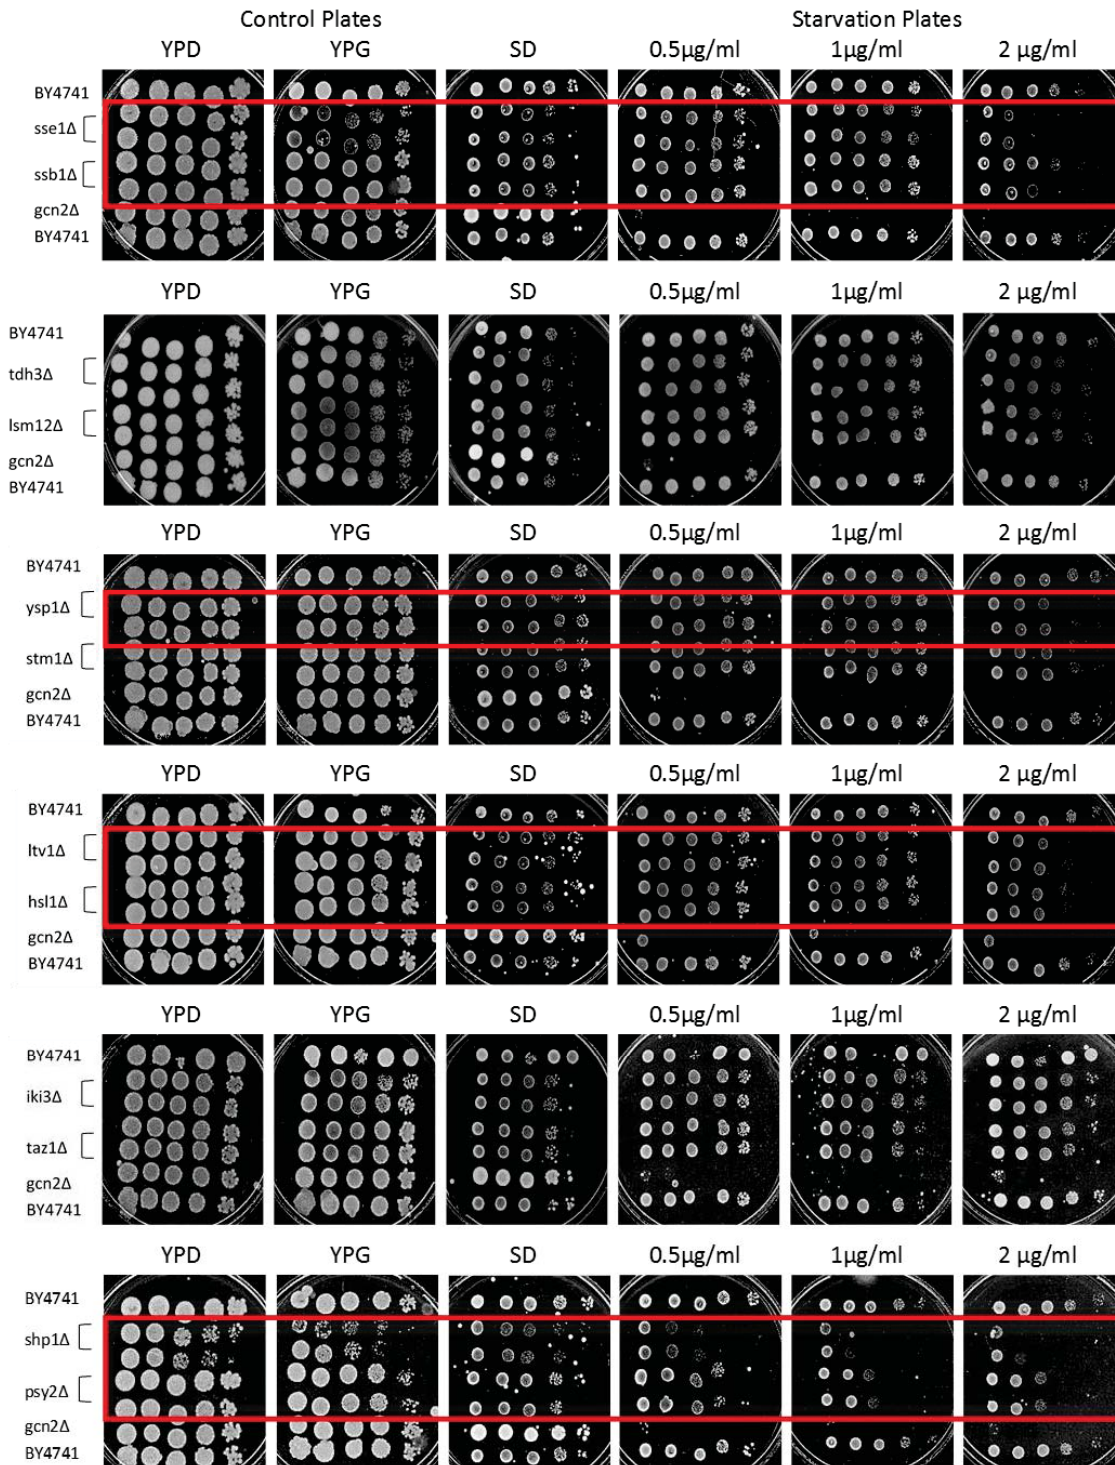 Control Plates Starvation Plates
YPD YPG SD 0.5µg/ml 1µg/ml 2 µg/ml
BY4741
sse1Δ
ssb1Δ
gcn2Δ
BY4741
YPD YPG SD 0.5µg/ml 1µg/ml 2 µg/ml
BY4741
tdh3Δ
lsm12Δ
gcn2Δ
BY4741
YPD YPG SD 0.5µg/ml 1µg/ml 2 µg/ml
BY4741
ysp1Δ
stm1Δ
gcn2Δ
BY4741
YPD YPG SD 0.5µg/ml 1µg/ml 2 µg/ml
BY4741
ltv1Δ
hsl1Δ
gcn2Δ
BY4741
YPD YPG SD 0.5µg/ml 1µg/ml 2 µg/ml
BY4741
iki3Δ
taz1Δ
gcn2Δ
BY4741
YPD YPG SD 0.5µg/ml 1µg/ml 2 µg/ml
BY4741
shp1Δ
psy2Δ
gcn2Δ
BY4741